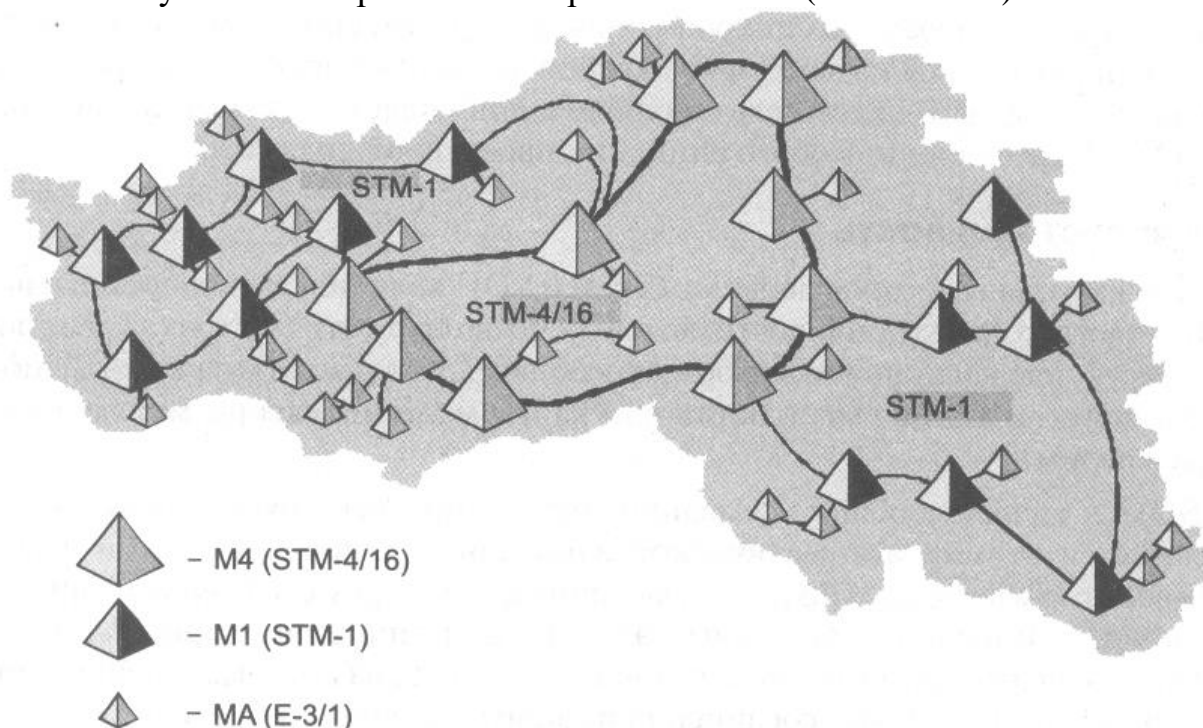 STM-1
STM-4/16
STM-1
– M4 (STM-4/16)
– M1 (STM-1)
– MA (E-3/1)